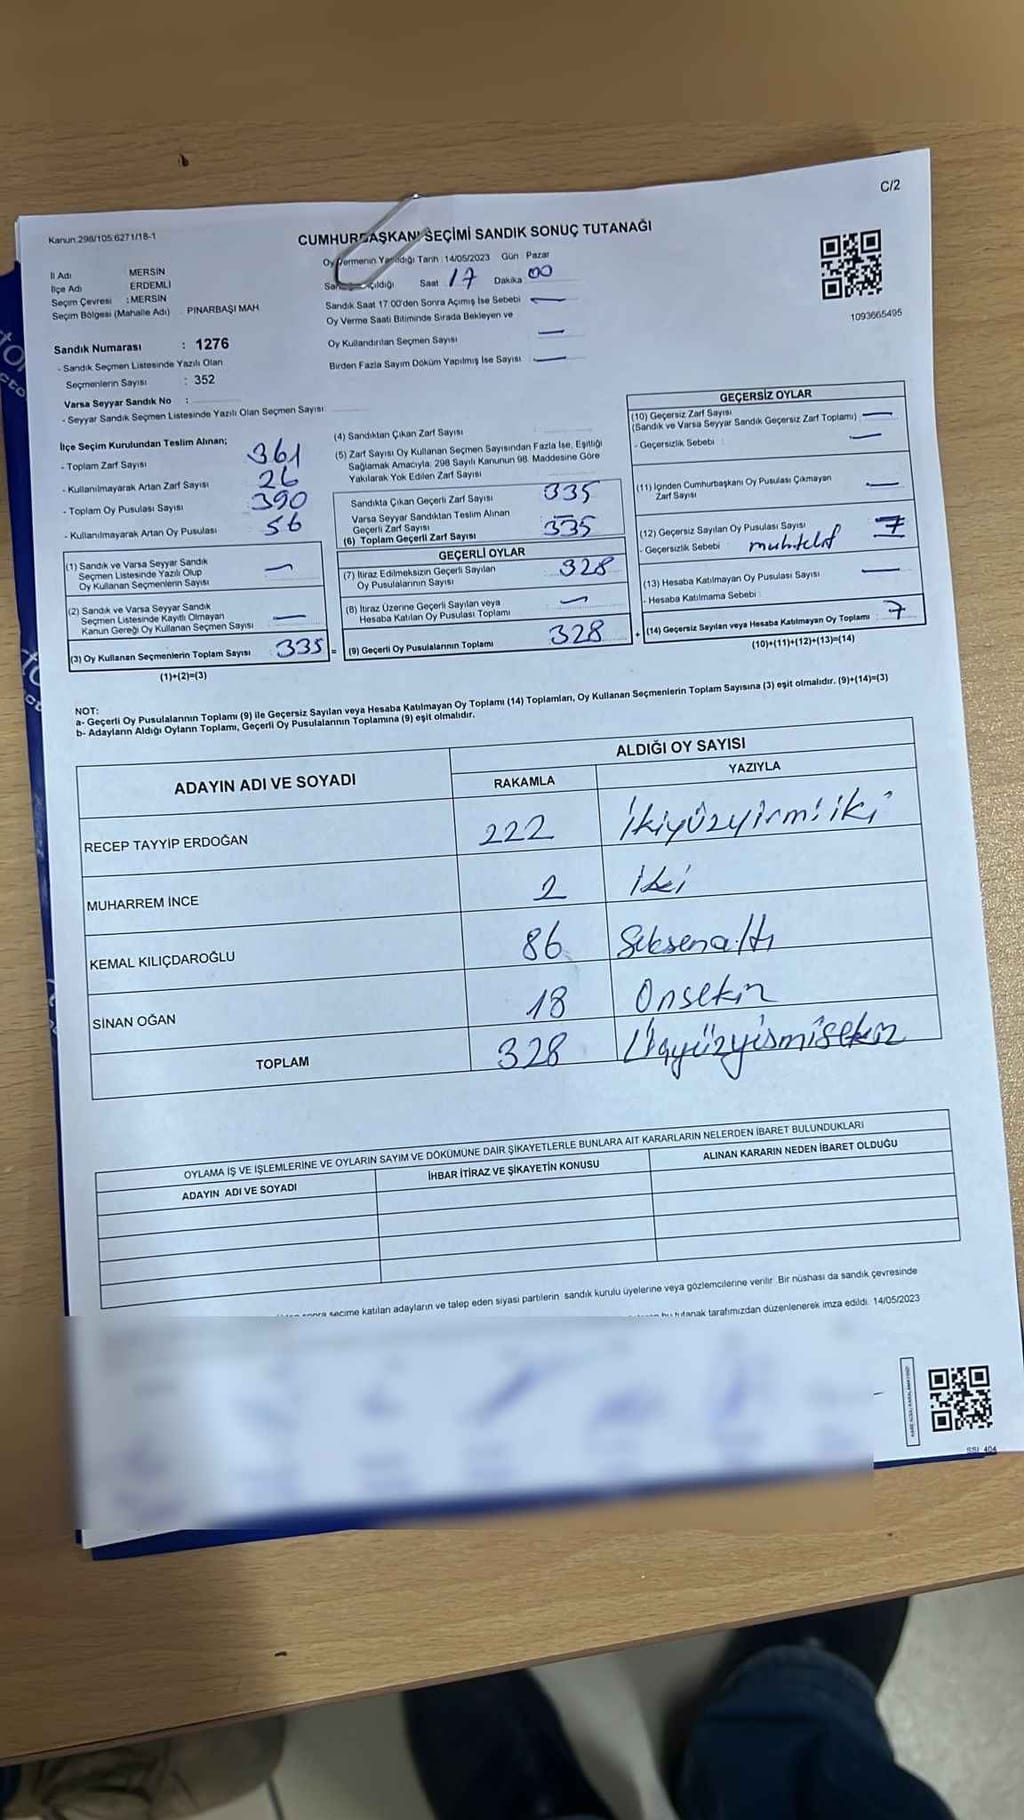 C/2
Kanun:298/105 6271/18-1
CUMHURBAŞKANI SEÇİMİ SANDIK SONUÇ TUTANAĞI
Oy Vermenin Yapıldığı Tarih : 14/05/2023 Gün Pazar
Saat 17 Dakika 00
İl Adı MERSİN
İlçe Adı ERDEMLİ
Seçim Çevresi : MERSİN
Seçim Bölgesi (Mahalle Adı) PINARBAŞI MAH
Sandık Saat 17:00'den Sonra Açılmış İse Sebebi —
Oy Verme Saati Bitiminde Sırada Bekleyen ve
Oy Kullandırılan Seçmen Sayısı —
Birden Fazla Sayım Döküm Yapılmış İse Sayısı —
1093665495
Sandık Numarası : 1276
- Sandık Seçmen Listesinde Yazılı Olan
Seçmenlerin Sayısı : 352
Varsa Seyyar Sandık No :
- Seyyar Sandık Seçmen Listesinde Yazılı Olan Seçmen Sayısı:
İlçe Seçim Kurulundan Teslim Alınan;
- Toplam Zarf Sayısı 361
- Kullanılmayarak Artan Zarf Sayısı 26
- Toplam Oy Pusulası Sayısı 390
- Kullanılmayarak Artan Oy Pusulası 56
(1) Sandık ve Varsa Seyyar Sandık
Seçmen Listesinde Yazılı Olup
Oy Kullanan Seçmenlerin Sayısı —
(2) Sandık ve Varsa Seyyar Sandık
Seçmen Listesinde Kayıtlı Olmayan
Kanun Gereği Oy Kullanan Seçmen Sayısı —
(3) Oy Kullanan Seçmenlerin Toplam Sayısı 335 =
(1)+(2)=(3)
(4) Sandıktan Çıkan Zarf Sayısı
(5) Zarf Sayısı Oy Kullanan Seçmen Sayısından Fazla İse, Eşitliği
Sağlamak Amacıyla; 298 Sayılı Kanunun 98. Maddesine Göre
Yakılarak Yok Edilen Zarf Sayısı
Sandıkta Çıkan Geçerli Zarf Sayısı 335
Varsa Seyyar Sandıktan Teslim Alınan
Geçerli Zarf Sayısı —
(6) Toplam Geçerli Zarf Sayısı 335
GEÇERLİ OYLAR
(7) İtiraz Edilmeksizin Geçerli Sayılan
Oy Pusulalarının Sayısı 328
(8) İtiraz Üzerine Geçerli Sayılan veya
Hesaba Katılan Oy Pusulası Toplamı —
(9) Geçerli Oy Pusulalarının Toplamı 328 +
GEÇERSİZ OYLAR
(10) Geçersiz Zarf Sayısı
(Sandık ve Varsa Seyyar Sandık Geçersiz Zarf Toplamı) —
- Geçersizlik Sebebi —
(11) İçinden Cumhurbaşkanı Oy Pusulası Çıkmayan
Zarf Sayısı —
(12) Geçersiz Sayılan Oy Pusulası Sayısı 7
- Geçersizlik Sebebi muhtelif
(13) Hesaba Katılmayan Oy Pusulası Sayısı —
- Hesaba Katılmama Sebebi
(14) Geçersiz Sayılan veya Hesaba Katılmayan Oy Toplamı 7
(10)+(11)+(12)+(13)=(14)
NOT:
a- Geçerli Oy Pusulalarının Toplamı (9) ile Geçersiz Sayılan veya Hesaba Katılmayan Oy Toplamı (14) Toplamları, Oy Kullanan Seçmenlerin Toplam Sayısına (3) eşit olmalıdır. (9)+(14)=(3)
b- Adayların Aldığı Oyların Toplamı, Geçerli Oy Pusulalarının Toplamına (9) eşit olmalıdır.
ADAYIN ADI VE SOYADI ALDIĞI OY SAYISI
RAKAMLA YAZIYLA
RECEP TAYYİP ERDOĞAN 222 İkiyüzyirmi iki
MUHARREM İNCE 2 İki
KEMAL KILIÇDAROĞLU 86 Seksenaltı
SİNAN OĞAN 18 Onsekiz
TOPLAM 328 Üçyüzyirmisekiz
OYLAMA İŞ VE İŞLEMLERİNE VE OYLARIN SAYIM VE DÖKÜMÜNE DAİR ŞİKAYETLERLE BUNLARA AİT KARARLARIN NELERDEN İBARET BULUNDUKLARI
ADAYIN ADI VE SOYADI İHBAR İTİRAZ VE ŞİKAYETİN KONUSU ALINAN KARARIN NEDEN İBARET OLDUĞU
sonra seçime katılan adayların ve talep eden siyasi partilerin sandık kurulu üyelerine veya gözlemcilerine verilir. Bir nüshası da sandık çevresinde
bu tutanak tarafımızdan düzenlenerek imza edildi. 14/05/2023
SSI 404